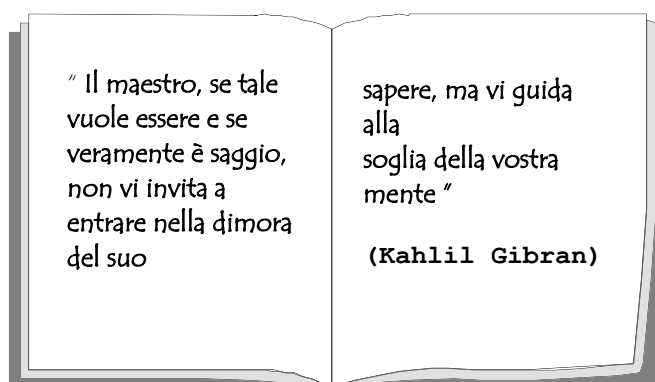 “ Il maestro, se tale
vuole essere e se
veramente è saggio,
non vi invita a
entrare nella dimora
del suo
sapere, ma vi guida
alla
soglia della vostra
mente ”
(Kahlil Gibran)